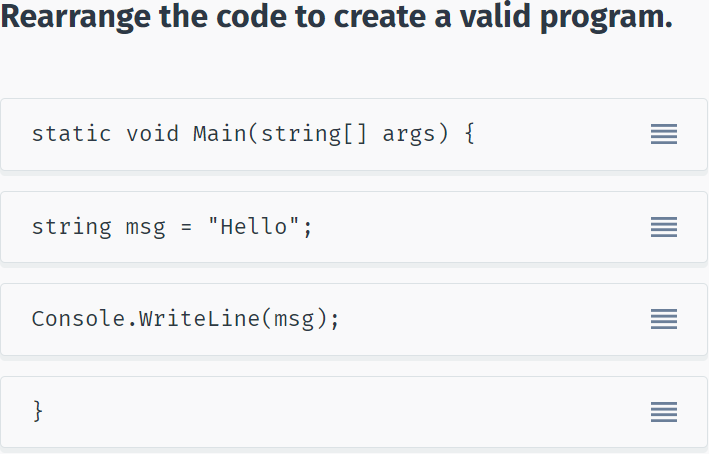 Rearrange the code to create a valid program.
static void Main(string[] args) {
string msg = "Hello";
Console.WriteLine(msg);
}